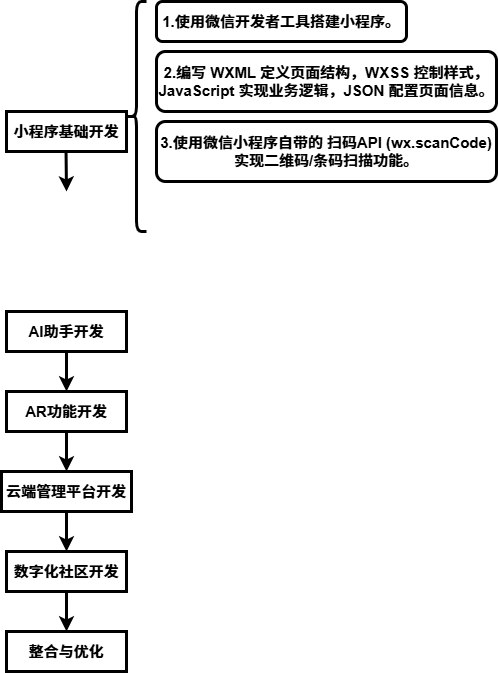 1.使用微信开发者工具搭建小程序。
2.编写 WXML 定义页面结构，WXSS 控制样式，
JavaScript 实现业务逻辑，JSON 配置页面信息。
小程序基础开发
3.使用微信小程序自带的 扫码API (wx.scanCode)
实现二维码/条码扫描功能。
AI助手开发
AR功能开发
云端管理平台开发
数字化社区开发
整合与优化